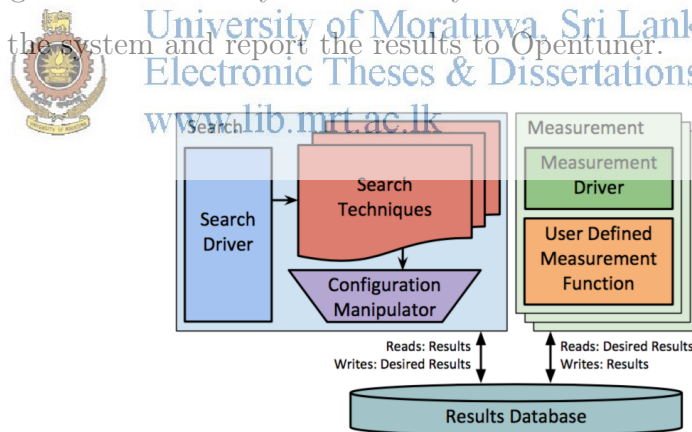 University of Moratuwa, Sri Lank
the system and report the results to Opentuner.
Electronic Theses & Dissertations
www.lib.mrt.ac.lk
Search
Search
Driver
Search
Techniques
Configuration
Manipulator
Measurement
Measurement
Driver
User Defined
Measurement
Function
Reads: Results
Writes: Desired Results
Reads: Desired Results
Writes: Results
Results Database